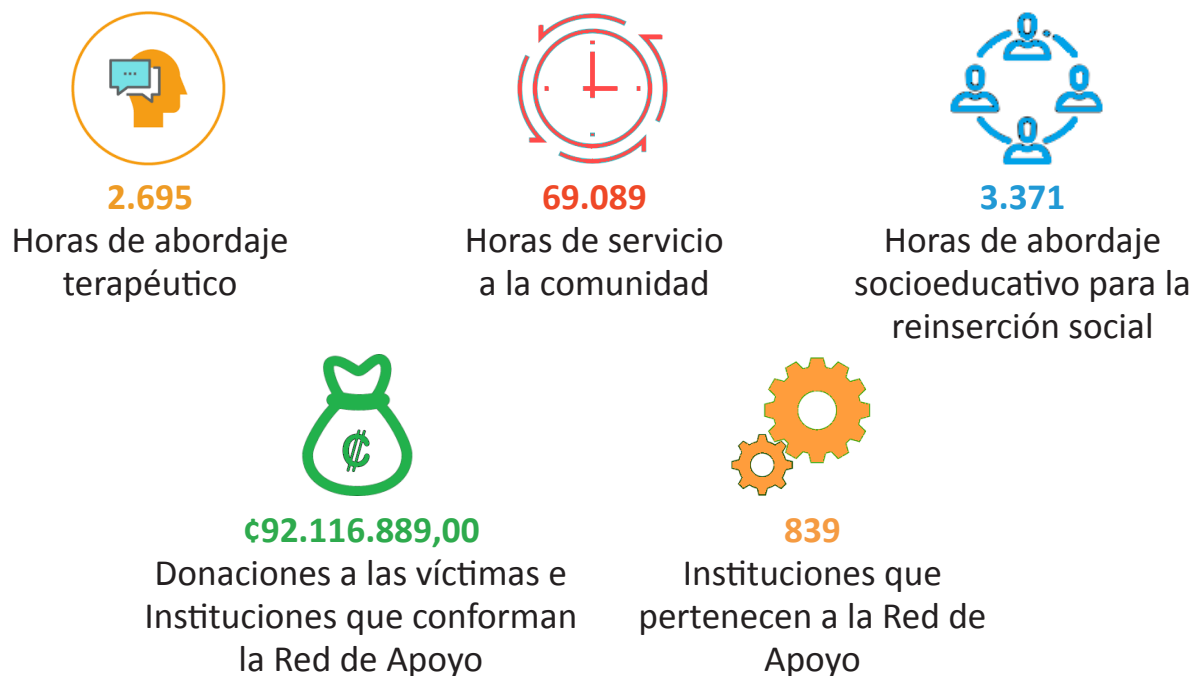 2.695
Horas de abordaje
terapéutico
69.089
Horas de servicio
a la comunidad
3.371
Horas de abordaje
socioeducativo para la
reinserción social
₡
¢92.116.889,00
Donaciones a las víctimas e
Instituciones que conforman
la Red de Apoyo
839
Instituciones que
pertenecen a la Red de
Apoyo